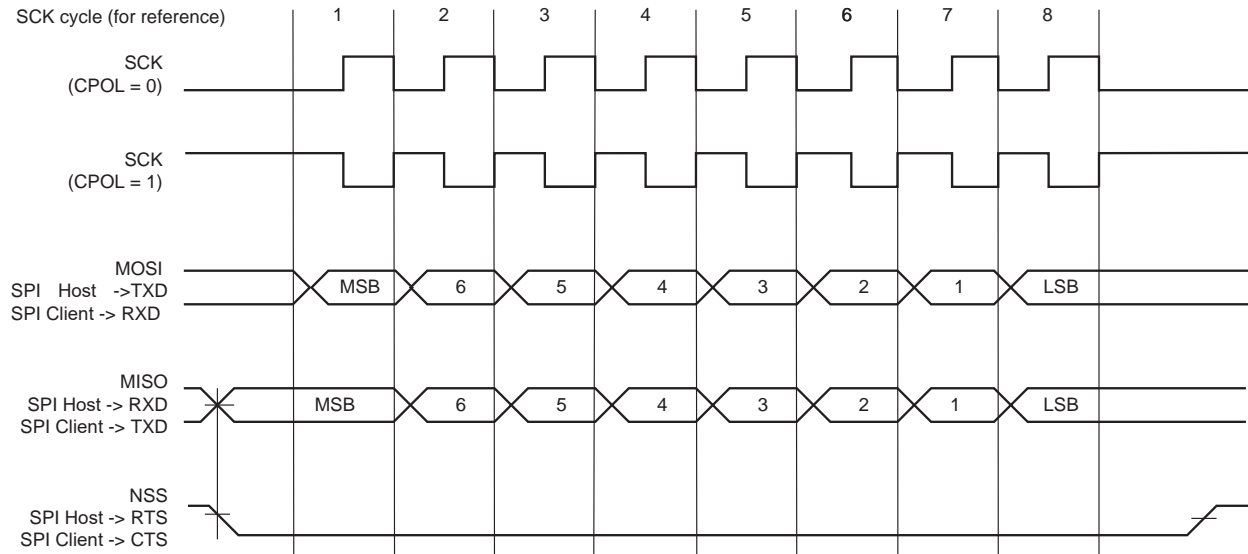 SCK cycle (for reference) 1 2 3 4 5 6 7 8
SCK
(CPOL = 0)
SCK
(CPOL = 1)
MOSI
SPI Host ->TXD
SPI Client -> RXD
MSB 6 5 4 3 2 1 LSB
MISO
SPI Host -> RXD
SPI Client -> TXD
MSB 6 5 4 3 2 1 LSB
NSS
SPI Host -> RTS
SPI Client -> CTS